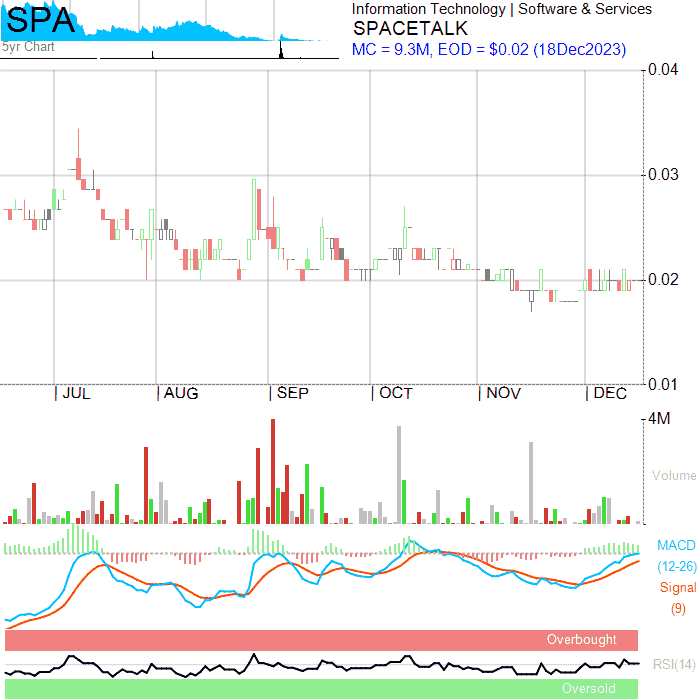 SPA
5yr Chart
Information Technology | Software & Services
SPACETALK
MC = 9.3M, EOD = $0.02 (18Dec2023)
0.04
0.03
0.02
0.01
| JUL | AUG | SEP | OCT | NOV | DEC
4M
Volume
MACD
(12-26)
Signal
(9)
Overbought
RSI(14)
Oversold